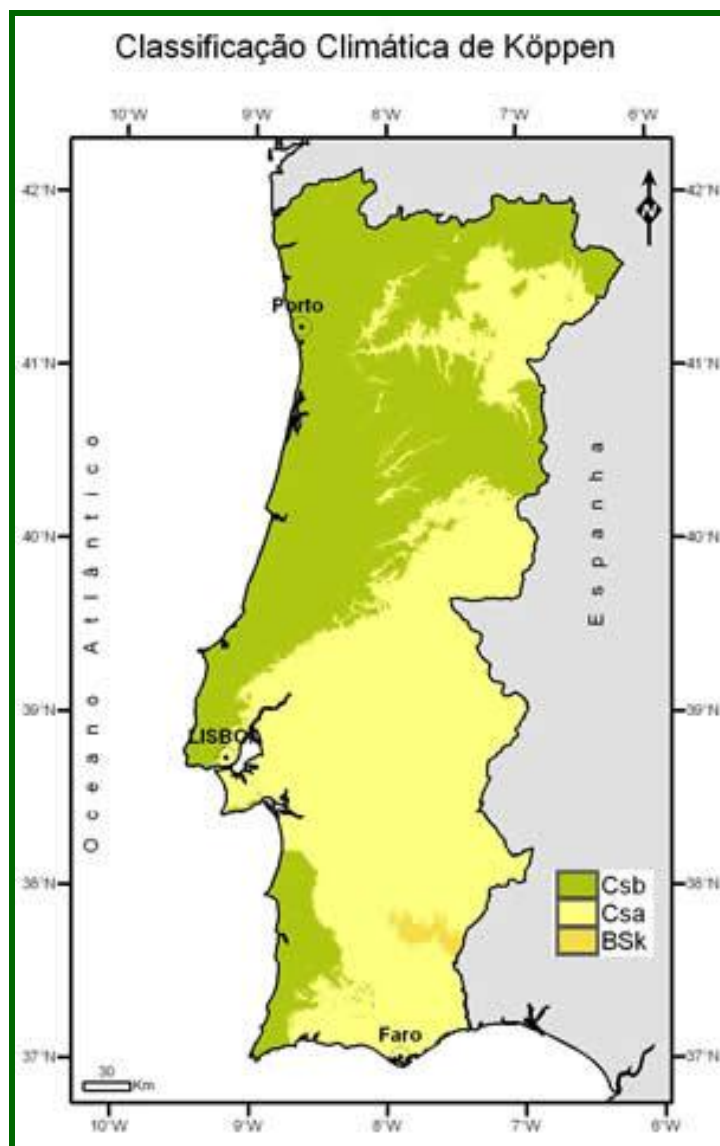 Classificação Climática de Köppen
10°W 9°W 8°W 7°W 6°W
42°N 42°N
N
Porto
41°N 41°N
Oceano Atlântico
Espanha
40°N 40°N
39°N 39°N
LISBOA
38°N 38°N
Csb
Csa
BSk
Faro
37°N 37°N
30
Km
10°W 9°W 8°W 7°W 6°W